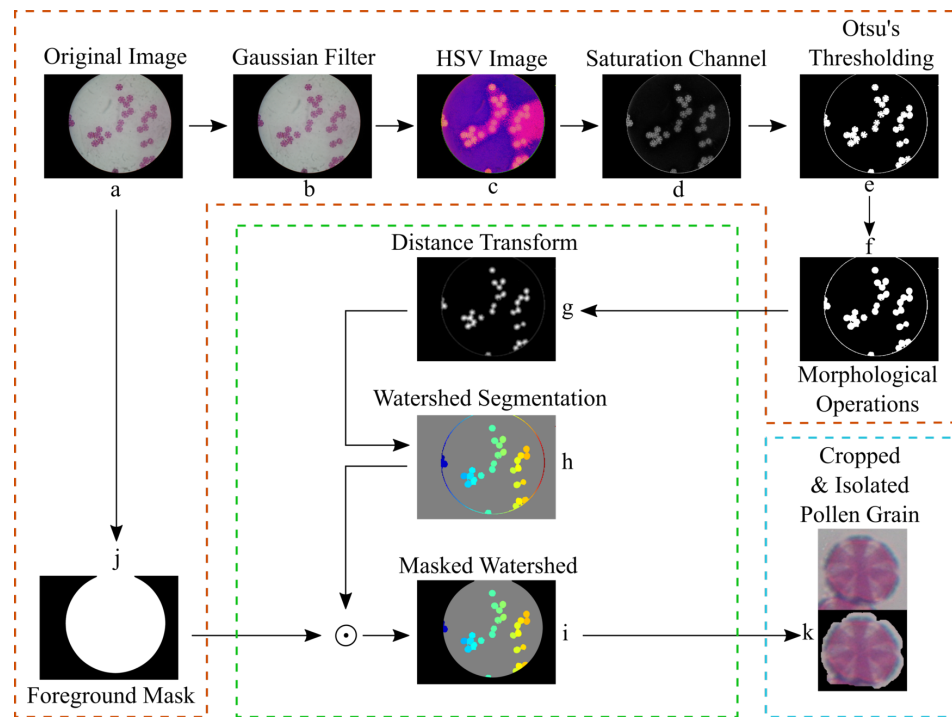 Original Image
Gaussian Filter
HSV Image
Saturation Channel
Otsu's
Thresholding
a
b
c
d
e
f
Distance Transform
g
Morphological
Operations
Watershed Segmentation
h
Cropped
& Isolated
Pollen Grain
j
Masked Watershed
i
k
Foreground Mask